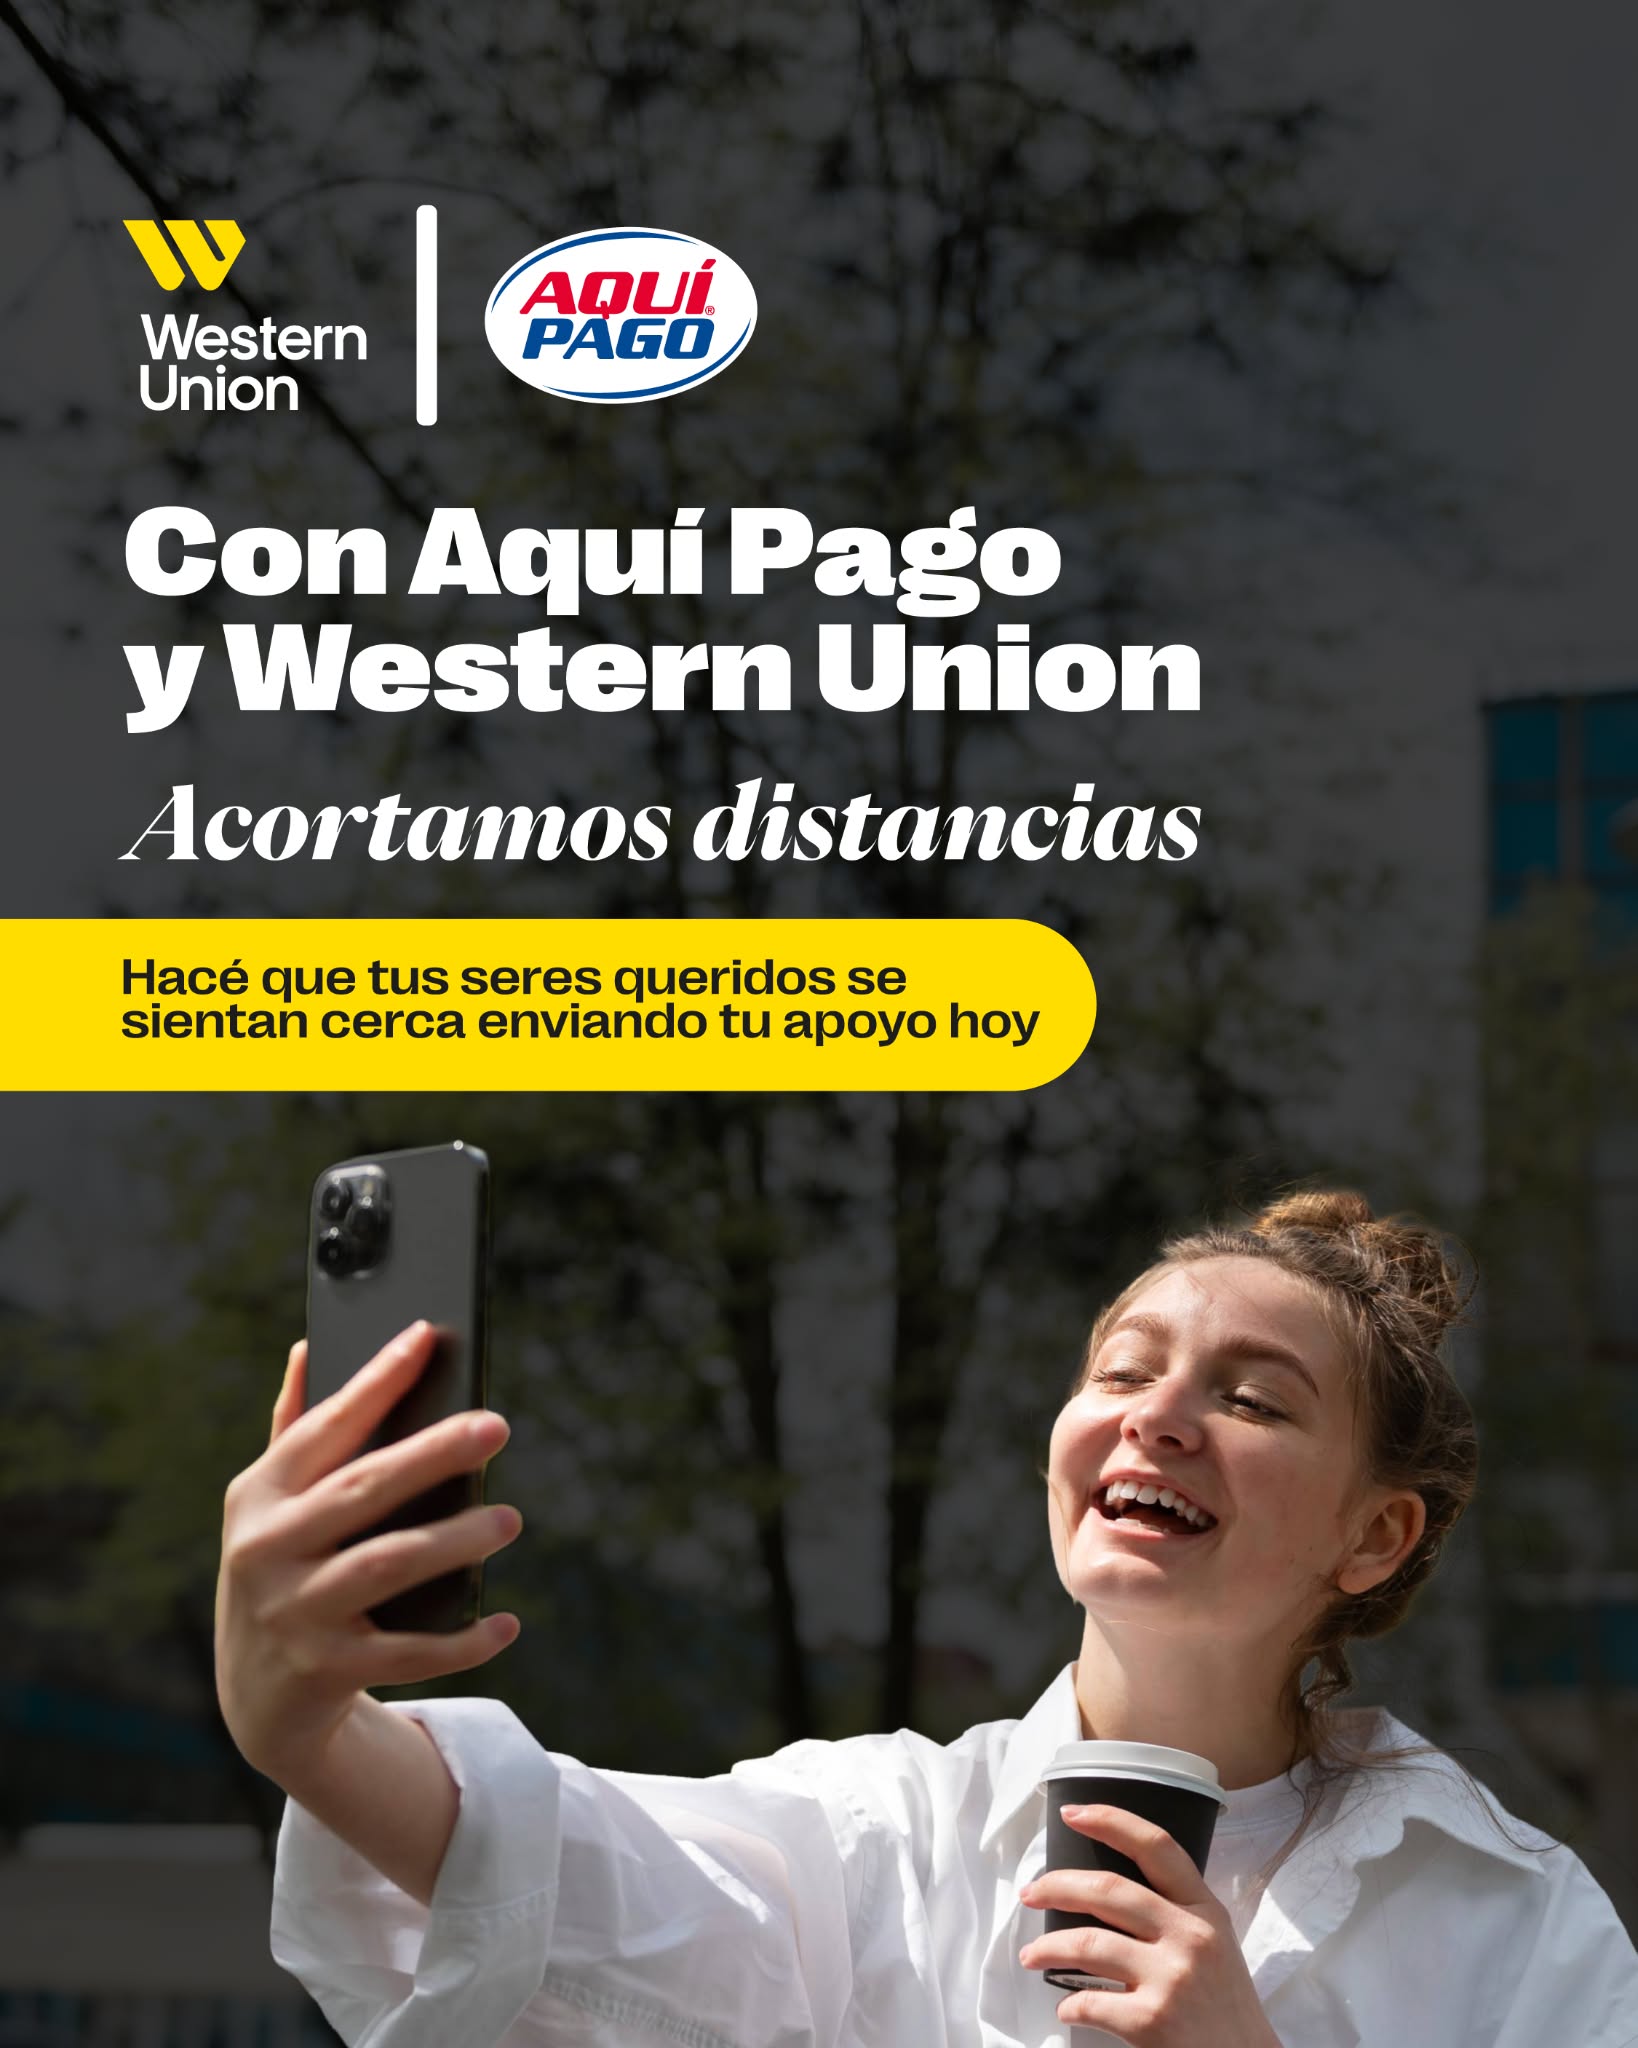 Western
Union
AQUÍ
PAGO
®
Con Aquí Pago
y Western Union
Acortamos distancias
Hacé que tus seres queridos se
sientan cerca enviando tu apoyo hoy